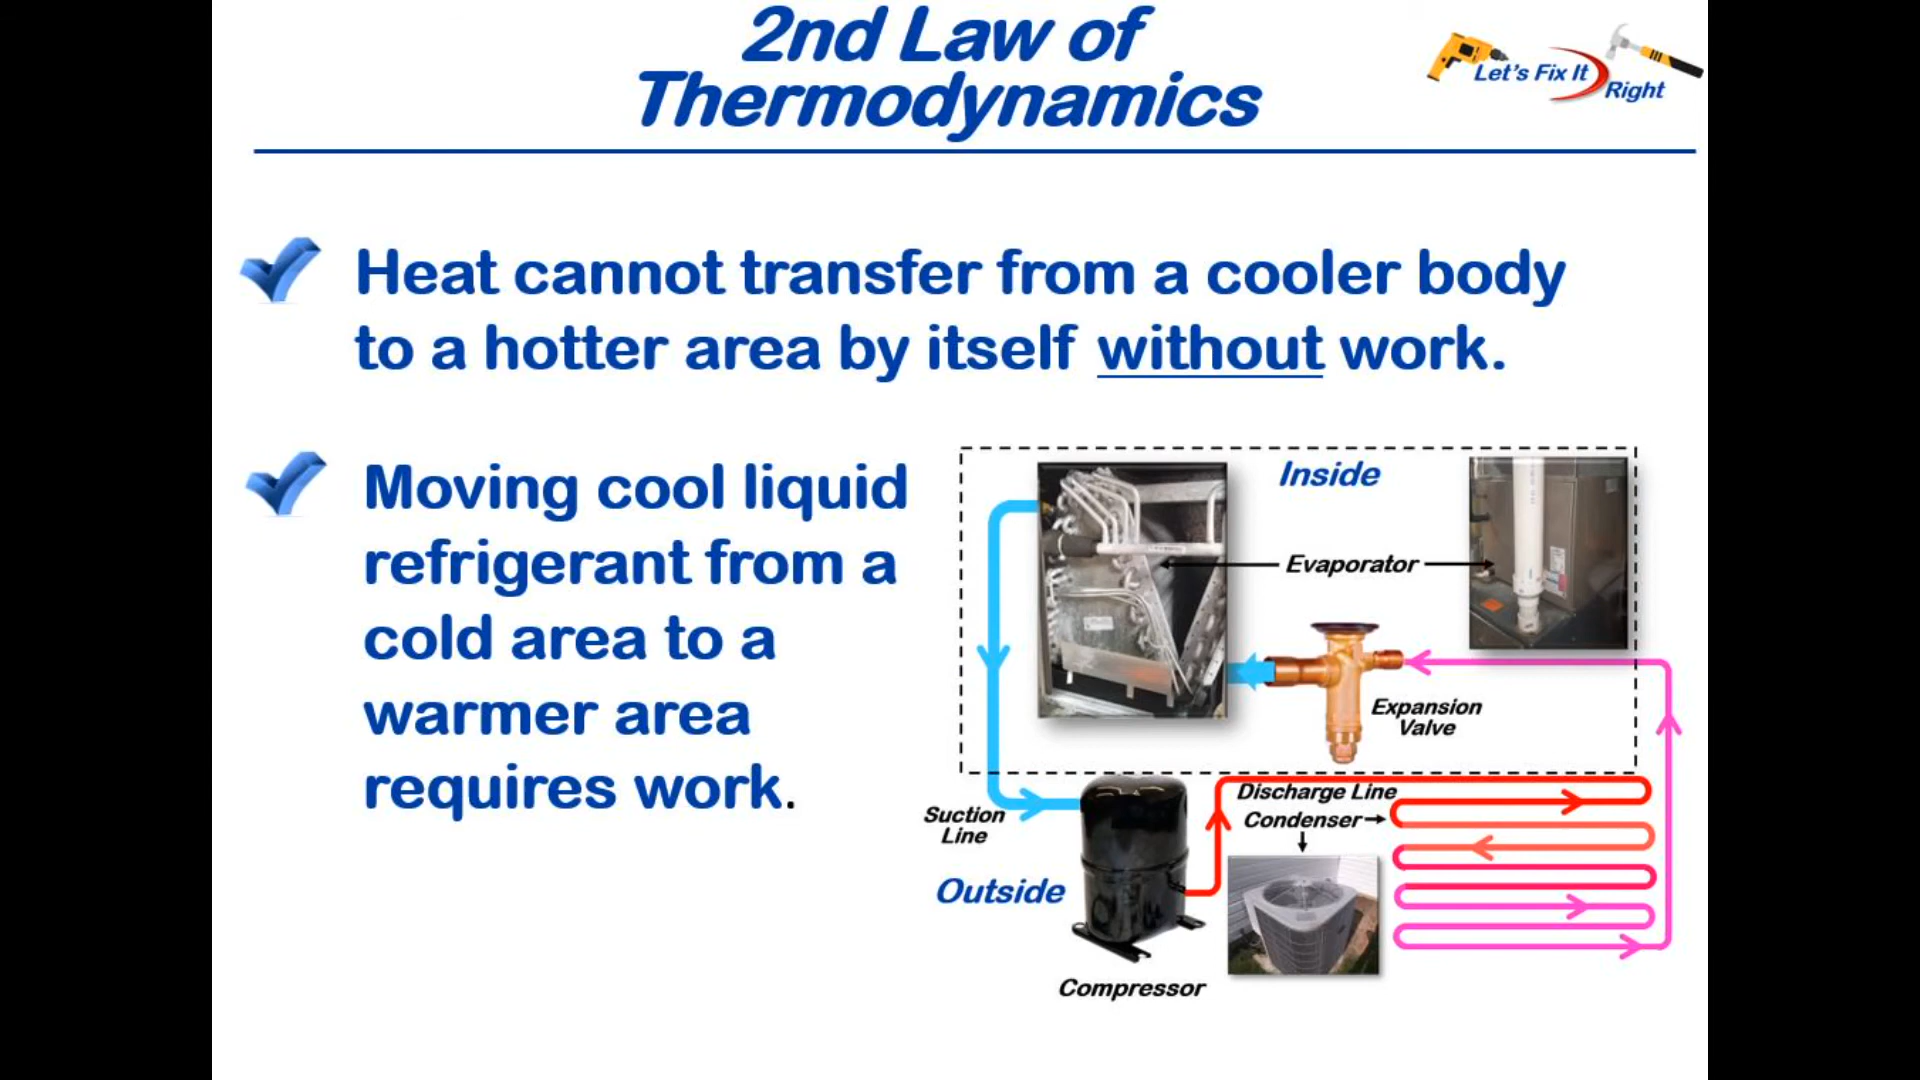 2nd Law of
Thermodynamics
Let's Fix It
Right
Heat cannot transfer from a cooler body
to a hotter area by itself without work.
Moving cool liquid
refrigerant from a
cold area to a
warmer area
requires work.
Inside
Evaporator
Expansion
Valve
Suction
Line
Discharge Line
Condenser
Outside
Compressor